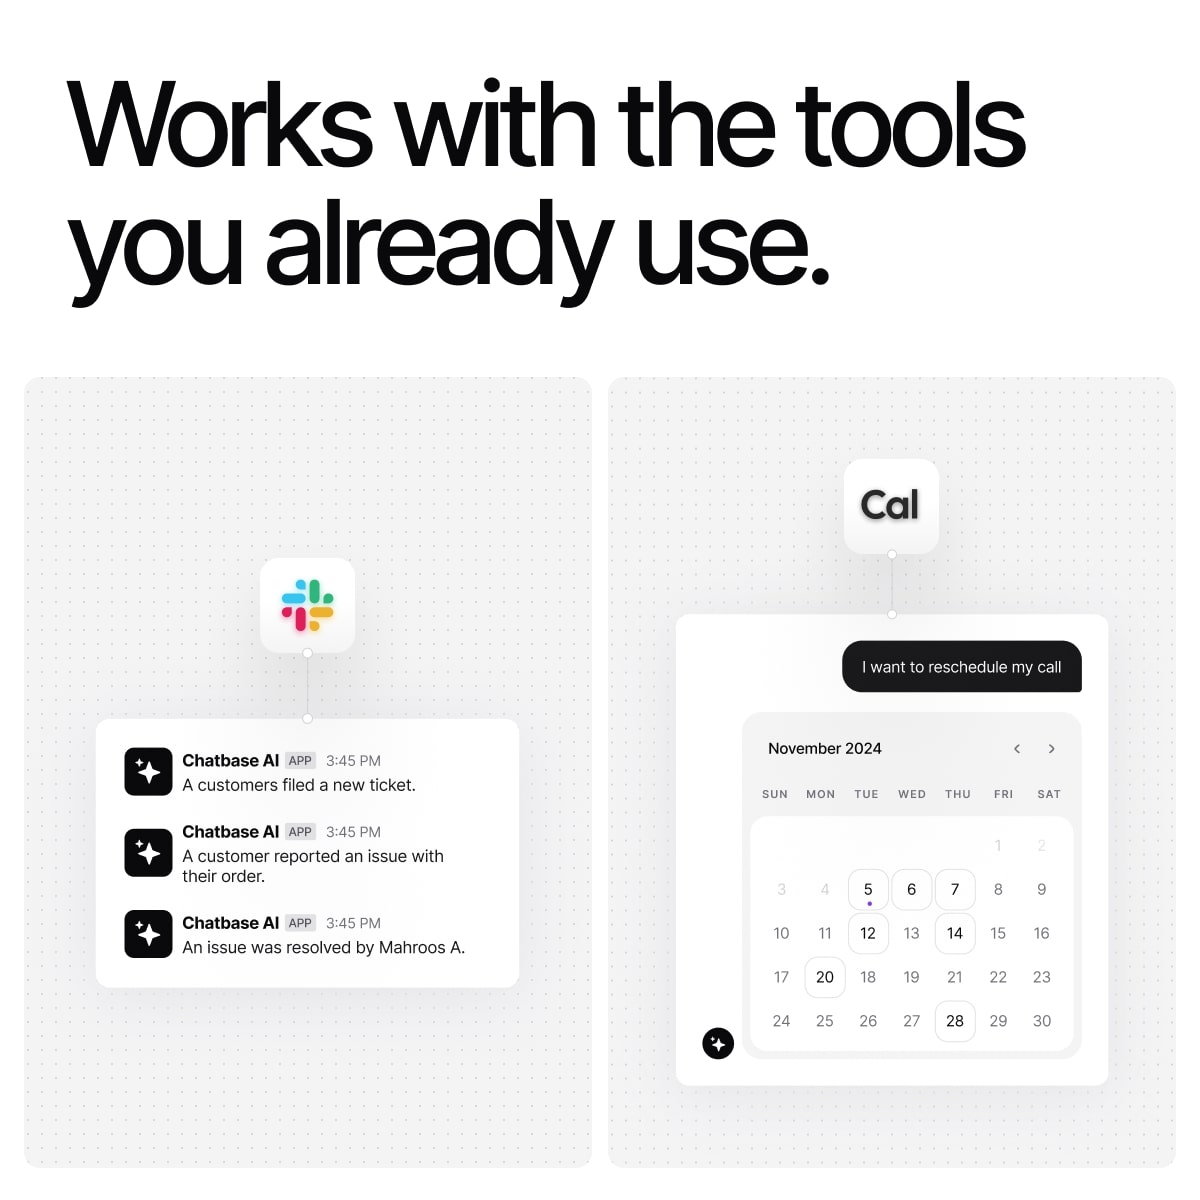 Works with the tools
you already use.
Chatbase AI APP 3:45 PM
A customers filed a new ticket.
Chatbase AI APP 3:45 PM
A customer reported an issue with
their order.
Chatbase AI APP 3:45 PM
An issue was resolved by Mahroos A.
Cal
I want to reschedule my call
November 2024
SUN MON TUE WED THU FRI SAT
1 2
3 4 5 6 7 8 9
10 11 12 13 14 15 16
17 20 18 19 21 22 23
24 25 26 27 28 29 30